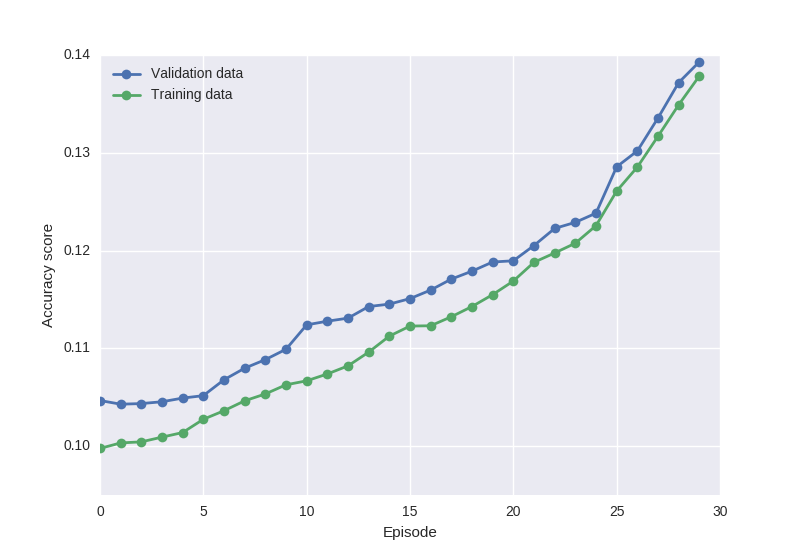 0.14
0.13
0.12
0.11
0.10
Accuracy score
Validation data
Training data
0 5 10 15 20 25 30
Episode